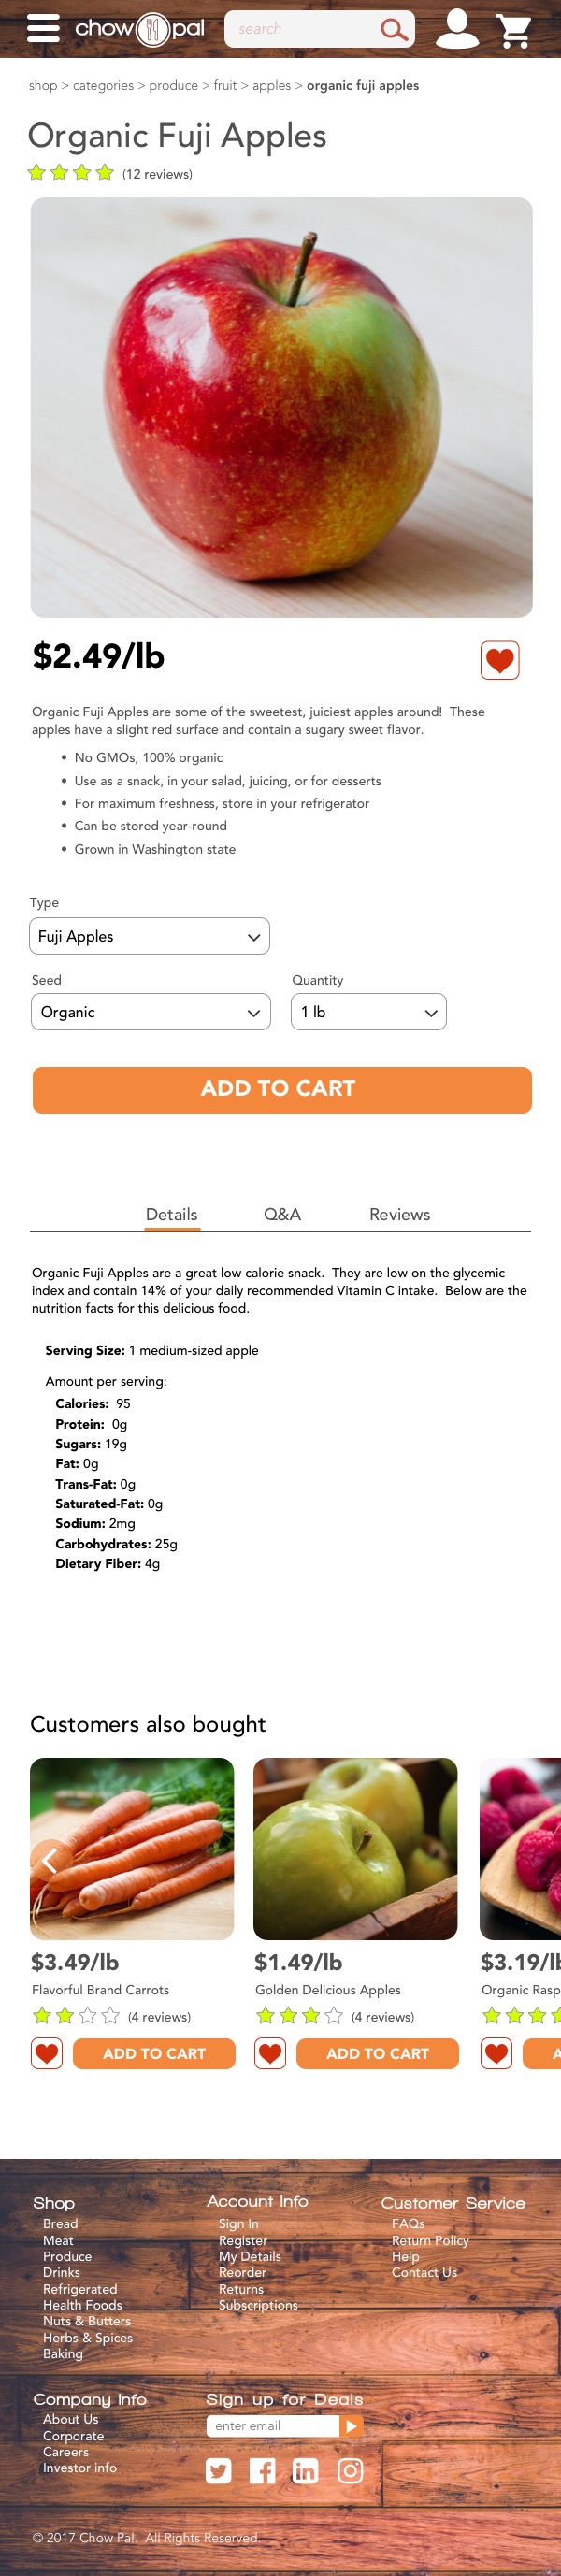 chow pal
search
shop > categories > produce > fruit > apples > organic fuji apples
Organic Fuji Apples
(12 reviews)
$2.49/lb
Organic Fuji Apples are some of the sweetest, juiciest apples around!  These
apples have a slight red surface and contain a sugary sweet flavor.
• No GMOs, 100% organic
• Use as a snack, in your salad, juicing, or for desserts
• For maximum freshness, store in your refrigerator
• Can be stored year-round
• Grown in Washington state
Type
Fuji Apples
Seed Quantity
Organic 1 lb
ADD TO CART
Details Q&A Reviews
Organic Fuji Apples are a great low calorie snack.  They are low on the glycemic
index and contain 14% of your daily recommended Vitamin C intake.  Below are the
nutrition facts for this delicious food.
Serving Size: 1 medium-sized apple
Amount per serving:
Calories:  95
Protein:  0g
Sugars: 19g
Fat: 0g
Trans-Fat: 0g
Saturated-Fat: 0g
Sodium: 2mg
Carbohydrates: 25g
Dietary Fiber: 4g
Customers also bought
$3.49/lb
Flavorful Brand Carrots
(4 reviews)
ADD TO CART
$1.49/lb
Golden Delicious Apples
(4 reviews)
ADD TO CART
$3.19/lb
Organic Rasp
A
Shop
Bread
Meat
Produce
Drinks
Refrigerated
Health Foods
Nuts & Butters
Herbs & Spices
Baking
Account Info
Sign In
Register
My Details
Reorder
Returns
Subscriptions
Customer Service
FAQs
Return Policy
Help
Contact Us
Company Info
About Us
Corporate
Careers
Investor info
Sign up for Deals
enter email
© 2017 Chow Pal.  All Rights Reserved.